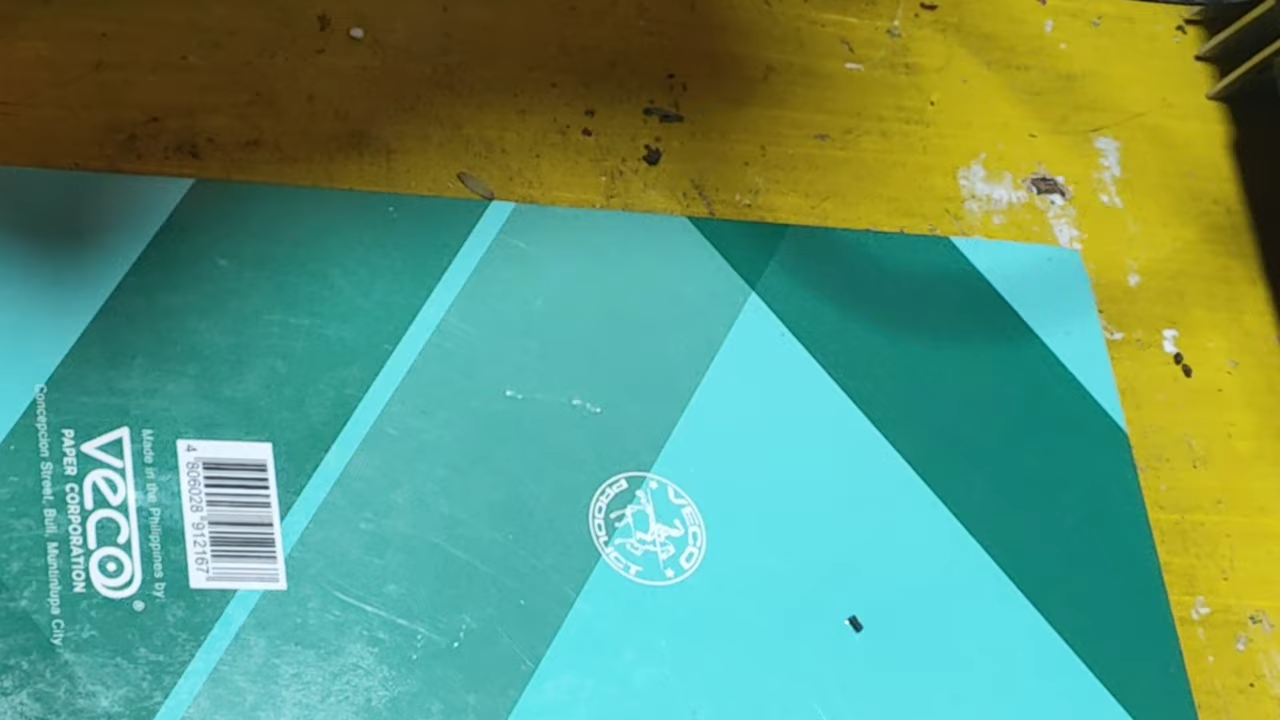 Made in the Philippines by:
VECO®
PAPER CORPORATION
Concepcion Street, Buli, Muntinlupa City
4 806028 912167
VECO
PRODUCT